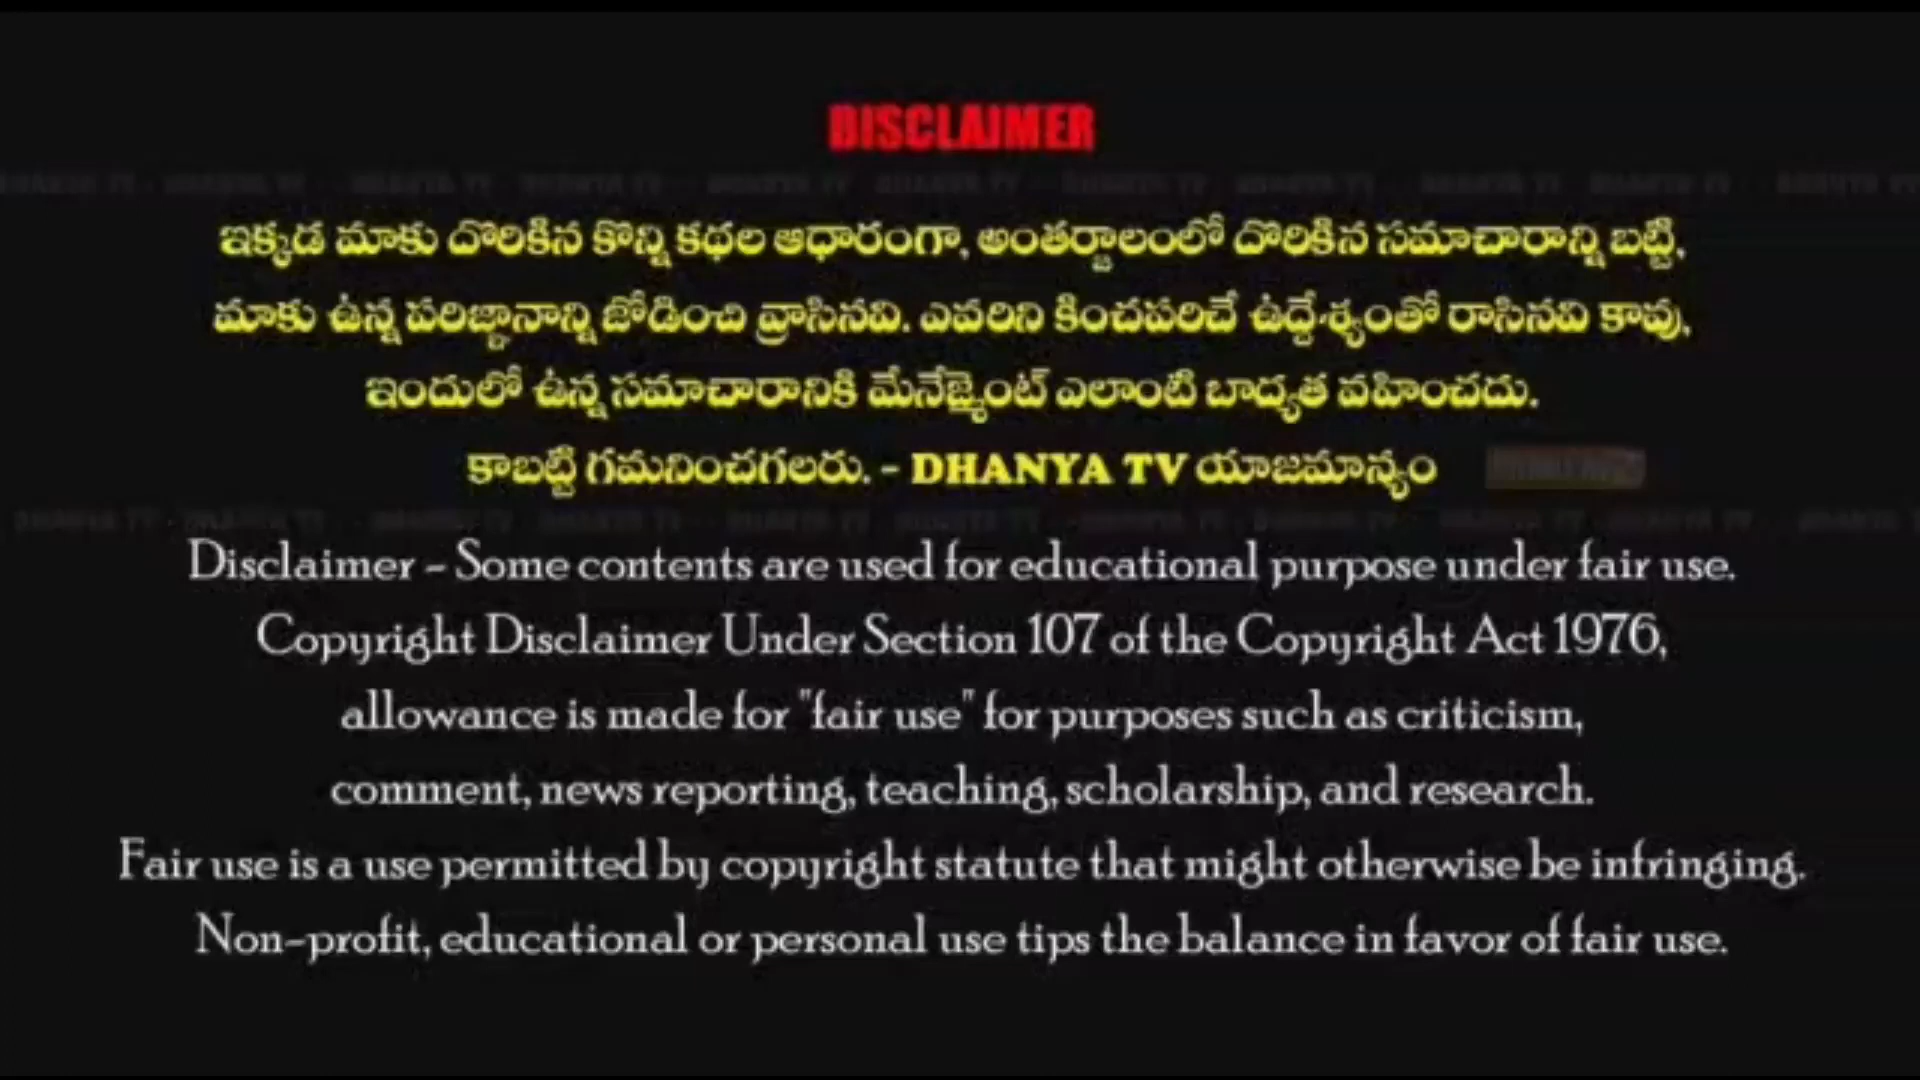 DISCLAIMER
ఇక్కడ మాకు దొరికిన కొన్ని కథల ఆధారంగా, అంతర్జాలంలో దొరికిన సమాచారాన్ని బట్టి,
మాకు ఉన్న పరిజ్ఞానాన్ని జోడించి వ్రాసినవి. ఎవరిని కించపరిచే ఉద్దేశ్యంతో రాసినవి కావు,
ఇందులో ఉన్న సమాచారానికి మేనేజ్మెంట్ ఎలాంటి బాద్యత వహించదు.
కాబట్టి గమనించగలరు. - DHANYA TV యాజమాన్యం
Disclaimer - Some contents are used for educational purpose under fair use.
Copyright Disclaimer Under Section 107 of the Copyright Act 1976,
allowance is made for "fair use" for purposes such as criticism,
comment, news reporting, teaching, scholarship, and research.
Fair use is a use permitted by copyright statute that might otherwise be infringing.
Non-profit, educational or personal use tips the balance in favor of fair use.